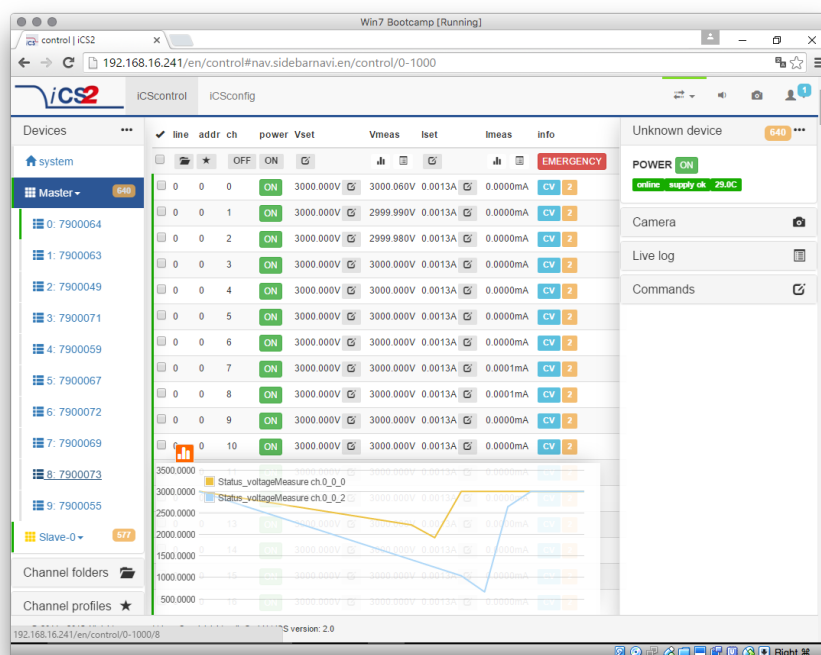 Win7 Bootcamp [Running]
control | iCS2
192.168.16.241/en/control#nav.sidebarnavi.en/control/0-1000
iCS2 iCScontrol iCSconfig 1
Devices
system
Master 640
0: 7900064
1: 7900063
2: 7900049
3: 7900071
4: 7900059
5: 7900067
6: 7900072
7: 7900069
8: 7900073
9: 7900055
Slave-0 577
Channel folders
Channel profiles
line addr ch power Vset Vmeas Iset Imeas info
OFF ON EMERGENCY
0 0 0 ON 3000.000V 3000.060V 0.0013A 0.0000mA CV 2
0 0 1 ON 3000.000V 2999.990V 0.0013A 0.0000mA CV 2
0 0 2 ON 3000.000V 2999.980V 0.0013A 0.0000mA CV 2
0 0 3 ON 3000.000V 3000.000V 0.0013A 0.0000mA CV 2
0 0 4 ON 3000.000V 3000.000V 0.0013A 0.0000mA CV 2
0 0 5 ON 3000.000V 3000.000V 0.0013A 0.0000mA CV 2
0 0 6 ON 3000.000V 3000.000V 0.0013A 0.0000mA CV 2
0 0 7 ON 3000.000V 3000.000V 0.0013A 0.0001mA CV 2
0 0 8 ON 3000.000V 3000.000V 0.0013A 0.0001mA CV 2
0 0 9 ON 3000.000V 3000.000V 0.0013A 0.0000mA CV 2
0 0 10 ON 3000.000V 3000.000V 0.0013A 0.0000mA CV 2
3500.0000
3000.0000
2500.0000
2000.0000
1500.0000
1000.0000
500.0000
Status_voltageMeasure ch.0_0_0
Status_voltageMeasure ch.0_0_2
Unknown device 640
POWER ON
online supply ok 29.0C
Camera
Live log
Commands
version: 2.0
192.168.16.241/en/control/0-1000/8
Right ⌘